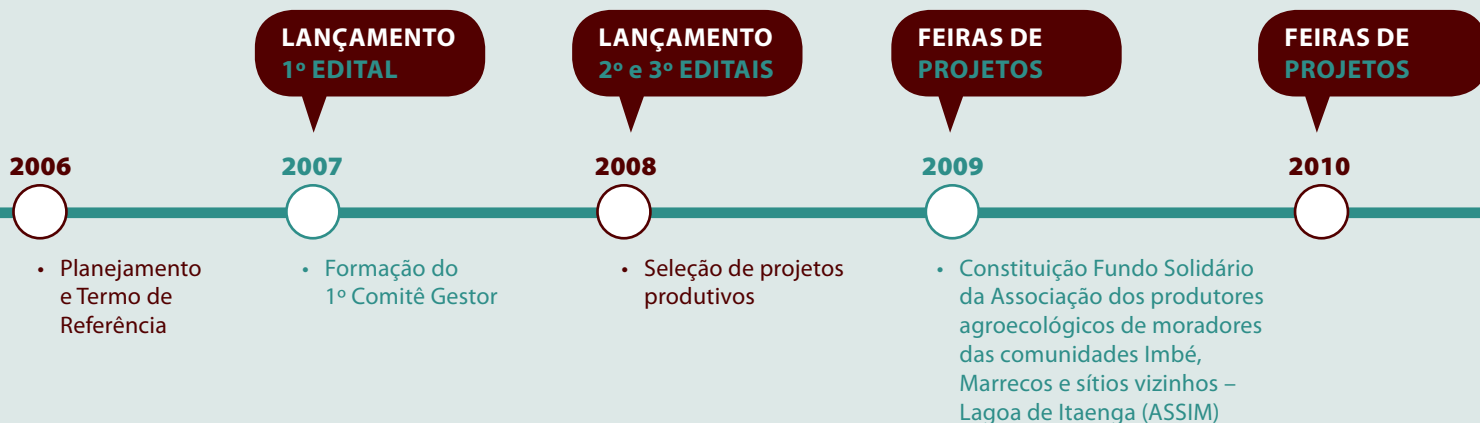 LANÇAMENTO
1º EDITAL
LANÇAMENTO
2º e 3º EDITAIS
FEIRAS DE
PROJETOS
FEIRAS DE
PROJETOS
2006
2007
2008
2009
2010
• Planejamento
e Termo de
Referência
• Formação do
1º Comitê Gestor
• Seleção de projetos
produtivos
• Constituição Fundo Solidário
da Associação dos produtores
agroecológicos de moradores
das comunidades Imbé,
Marrecos e sítios vizinhos –
Lagoa de Itaenga (ASSIM)